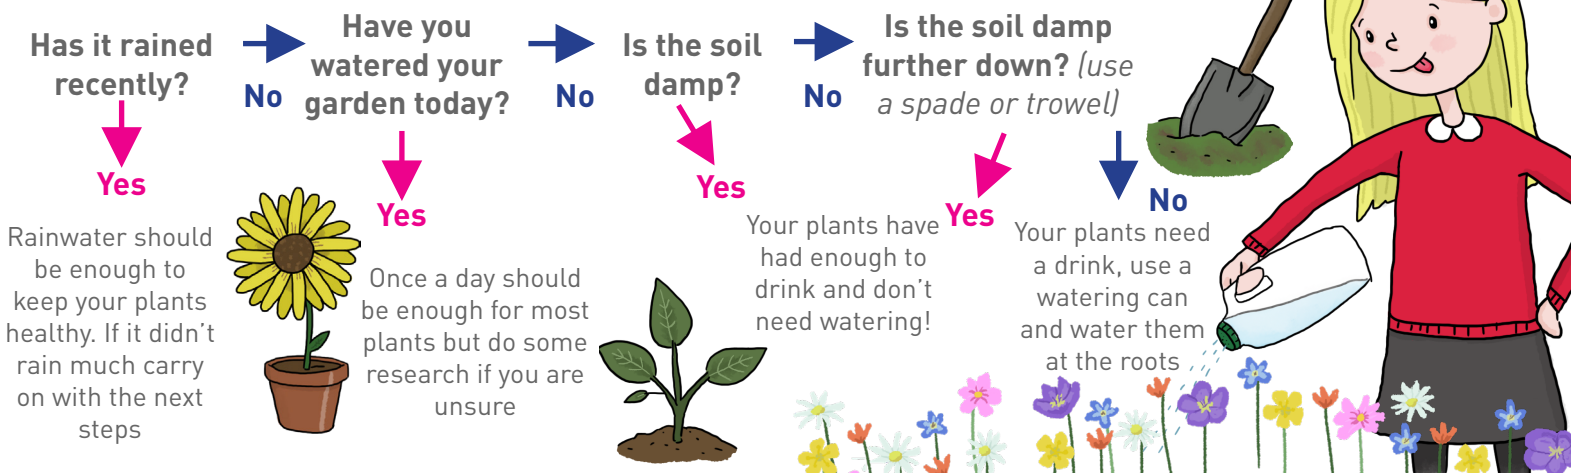 Has it rained
recently?
No
Yes
Rainwater should
be enough to
keep your plants
healthy. If it didn't
rain much carry
on with the next
steps
Have you
watered your
garden today?
No
Yes
Once a day should
be enough for most
plants but do some
research if you are
unsure
Is the soil
damp?
No
Yes
Is the soil damp
further down? (use
a spade or trowel)
Yes
Your plants have
had enough to
drink and don't
need watering!
No
Your plants need
a drink, use a
watering can
and water them
at the roots